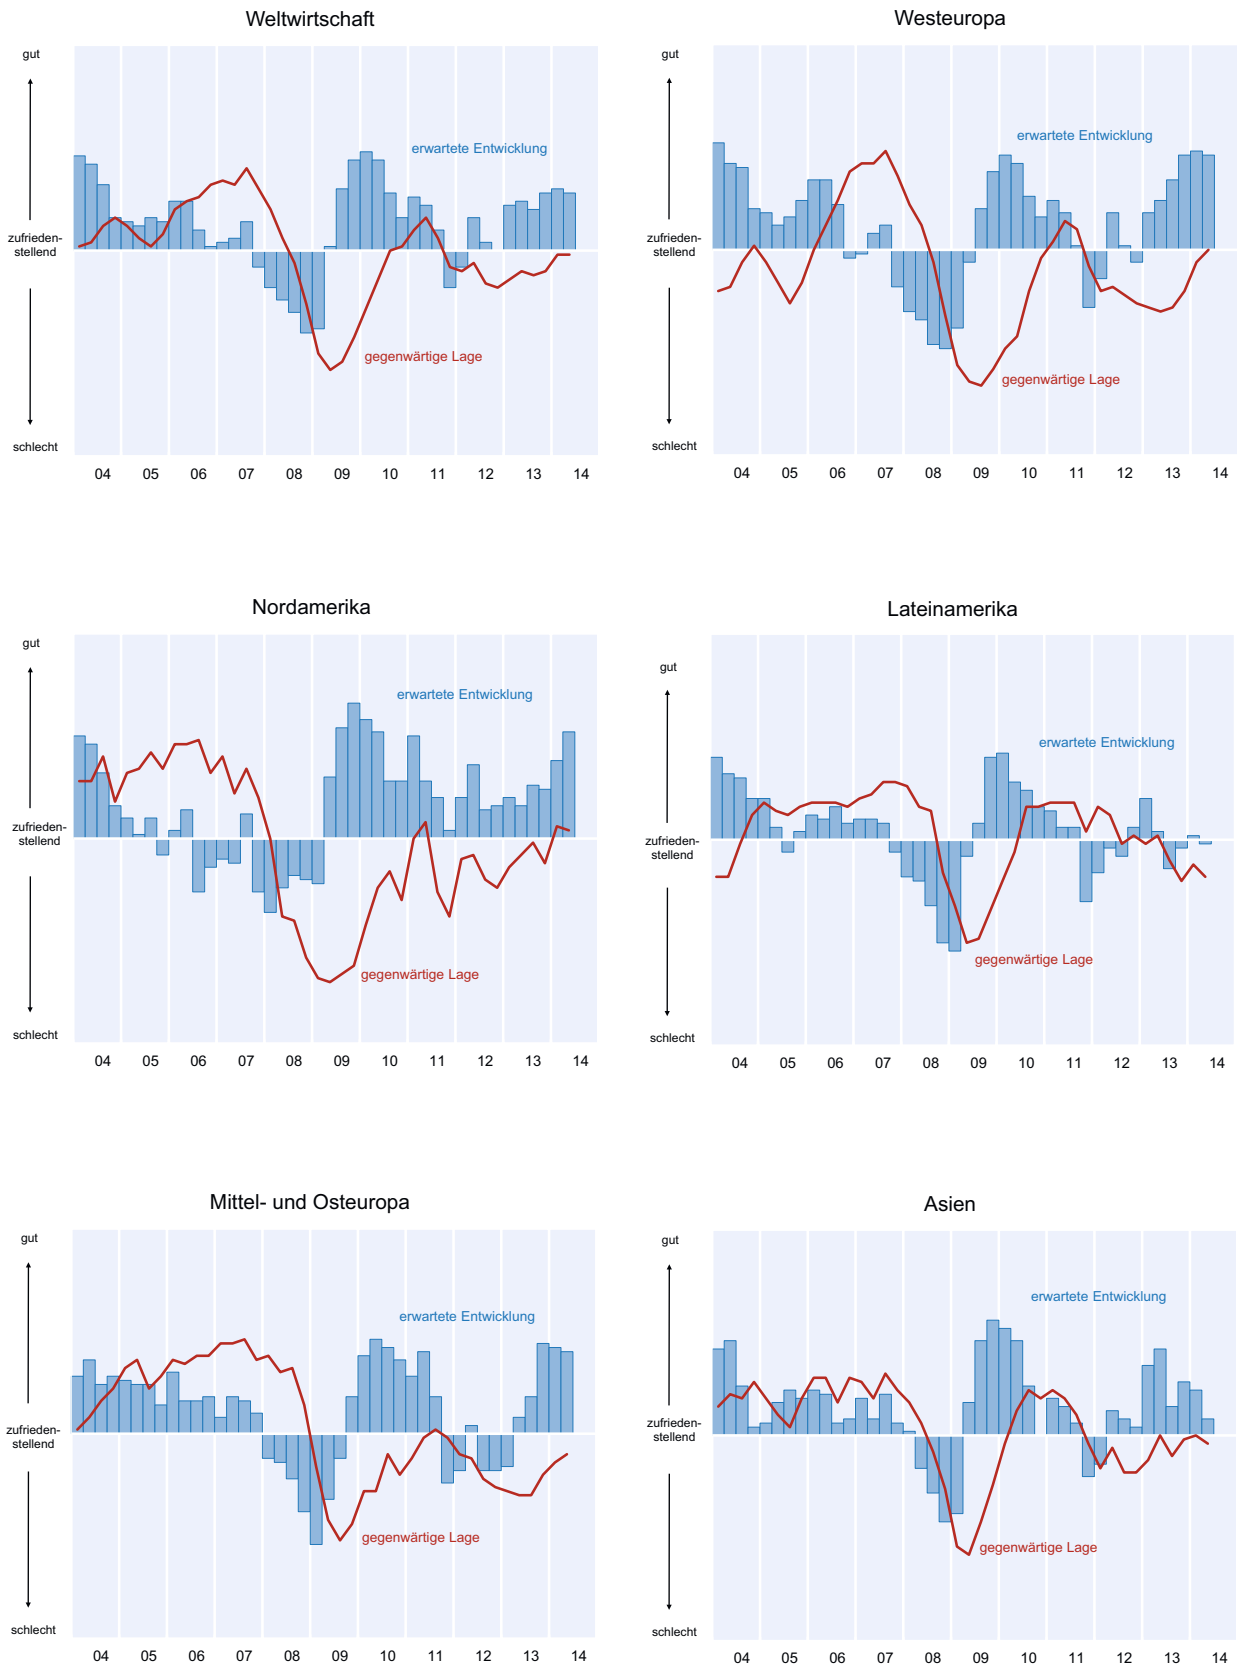 Weltwirtschaft
gut
erwartete Entwicklung
zufrieden-
stellend
gegenwärtige Lage
schlecht
04 05 06 07 08 09 10 11 12 13 14
Westeuropa
gut
erwartete Entwicklung
zufrieden-
stellend
gegenwärtige Lage
schlecht
04 05 06 07 08 09 10 11 12 13 14
Nordamerika
gut
erwartete Entwicklung
zufrieden-
stellend
gegenwärtige Lage
schlecht
04 05 06 07 08 09 10 11 12 13 14
Lateinamerika
gut
erwartete Entwicklung
zufrieden-
stellend
gegenwärtige Lage
schlecht
04 05 06 07 08 09 10 11 12 13 14
Mittel- und Osteuropa
gut
erwartete Entwicklung
zufrieden-
stellend
gegenwärtige Lage
schlecht
04 05 06 07 08 09 10 11 12 13 14
Asien
gut
erwartete Entwicklung
zufrieden-
stellend
gegenwärtige Lage
schlecht
04 05 06 07 08 09 10 11 12 13 14